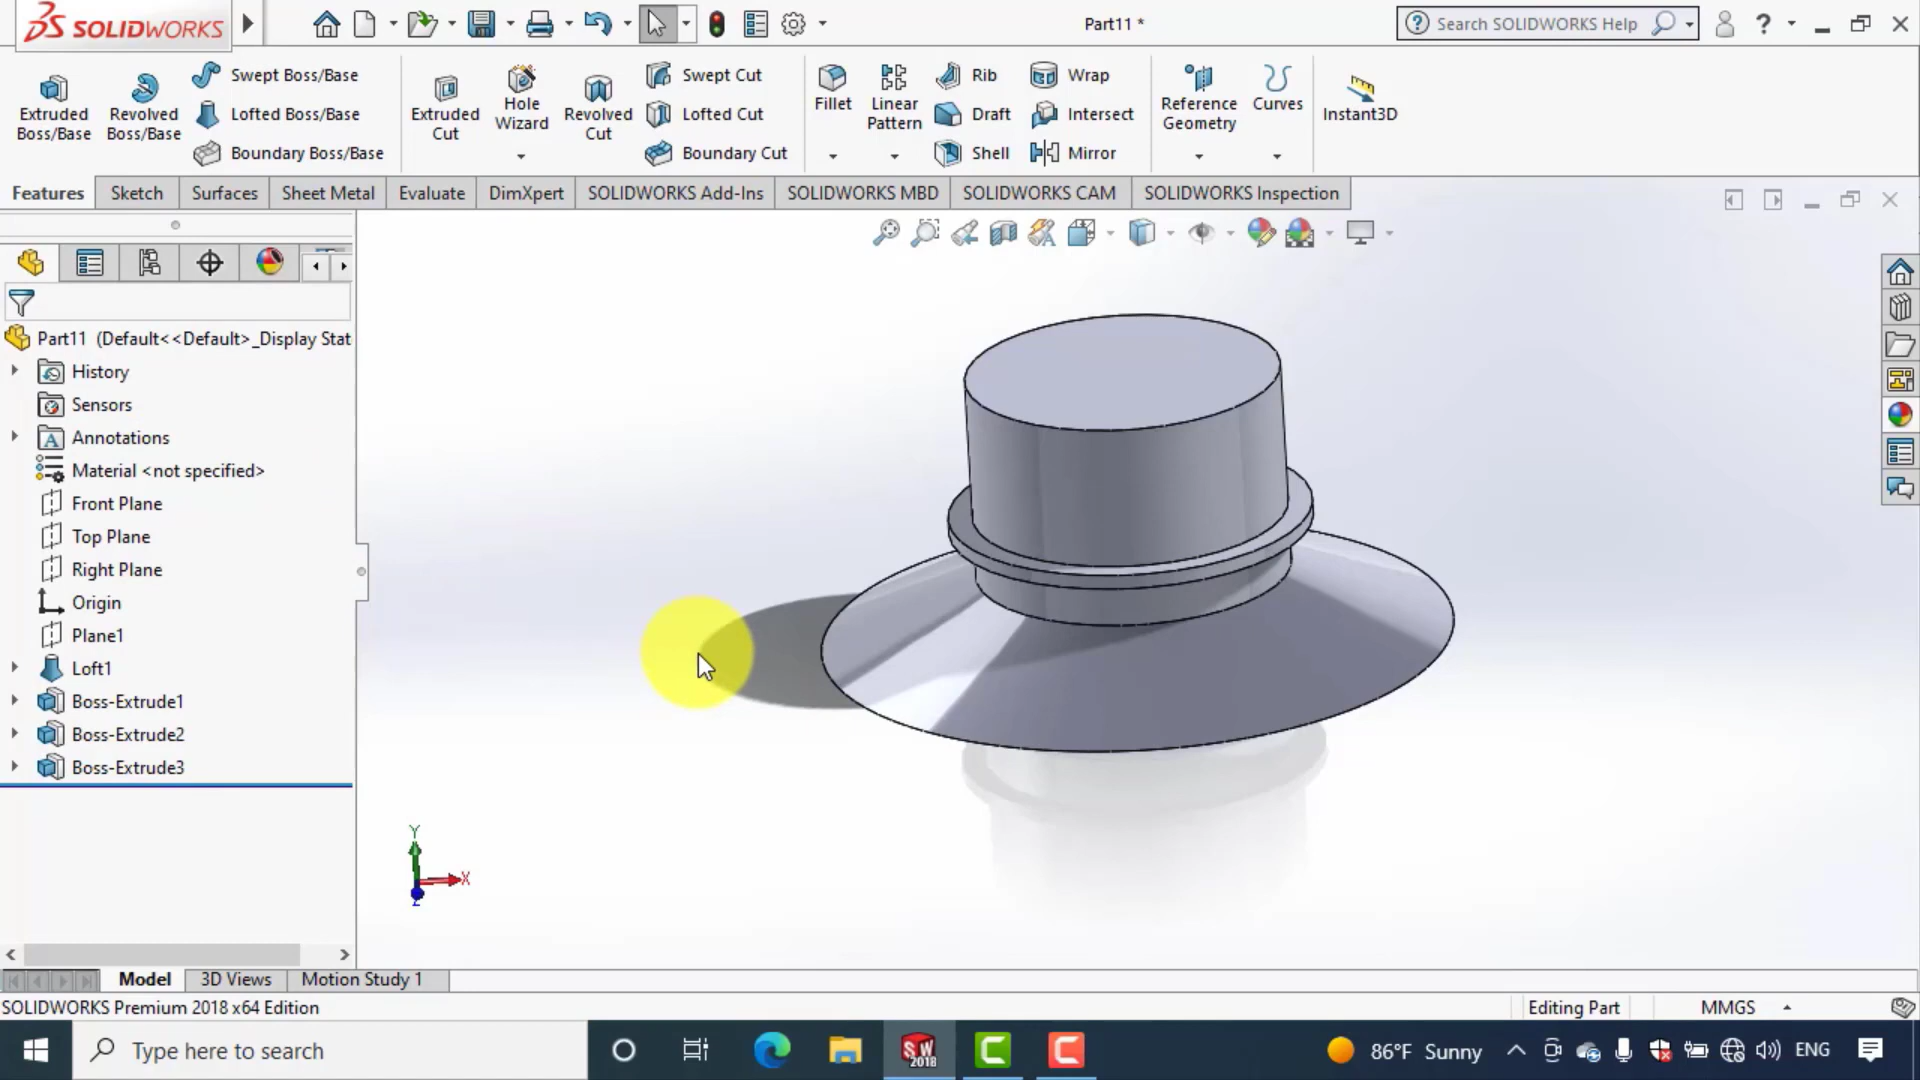 SOLIDWORKS
Part11 *
Search SOLIDWORKS Help
Extruded Boss/Base
Revolved Boss/Base
Swept Boss/Base
Lofted Boss/Base
Boundary Boss/Base
Extruded Cut
Hole Wizard
Revolved Cut
Swept Cut
Lofted Cut
Boundary Cut
Fillet
Linear Pattern
Rib
Draft
Shell
Wrap
Intersect
Mirror
Reference Geometry
Curves
Instant3D
Features
Sketch
Surfaces
Sheet Metal
Evaluate
DimXpert
SOLIDWORKS Add-Ins
SOLIDWORKS MBD
SOLIDWORKS CAM
SOLIDWORKS Inspection
Part11 (Default<<Default>_Display Stat
History
Sensors
Annotations
Material <not specified>
Front Plane
Top Plane
Right Plane
Origin
Plane1
Loft1
Boss-Extrude1
Boss-Extrude2
Boss-Extrude3
Y
X
Z
Model
3D Views
Motion Study 1
SOLIDWORKS Premium 2018 x64 Edition
Editing Part
MMGS
Type here to search
SW
2018
86°F Sunny
ENG